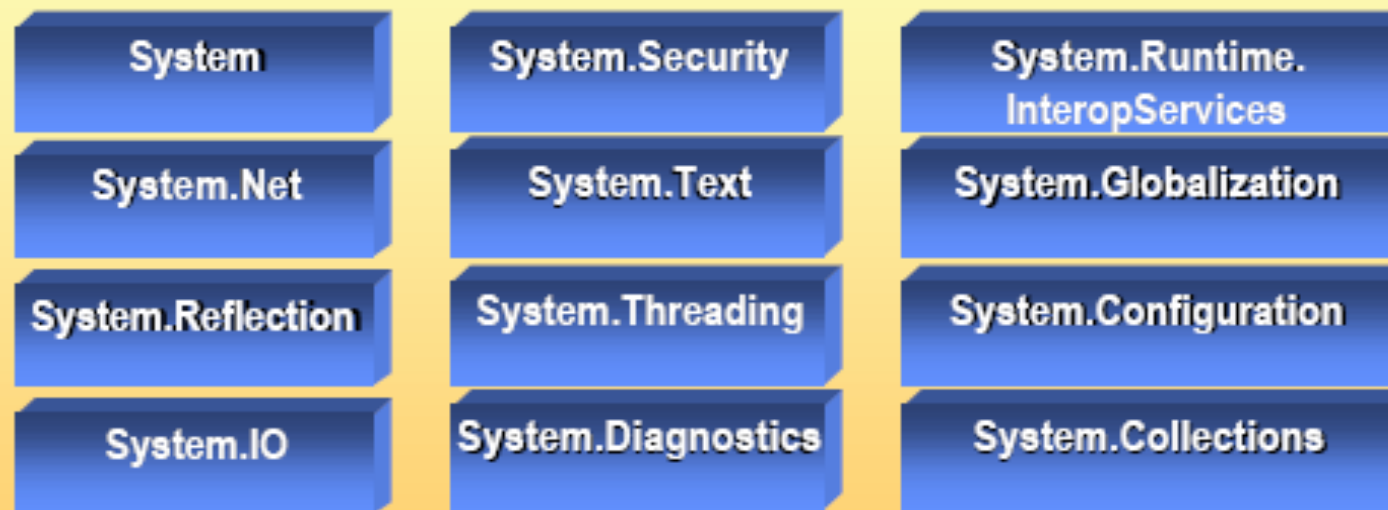 System
System.Security
System.Runtime.
InteropServices
System.Net
System.Text
System.Globalization
System.Reflection
System.Threading
System.Configuration
System.IO
System.Diagnostics
System.Collections